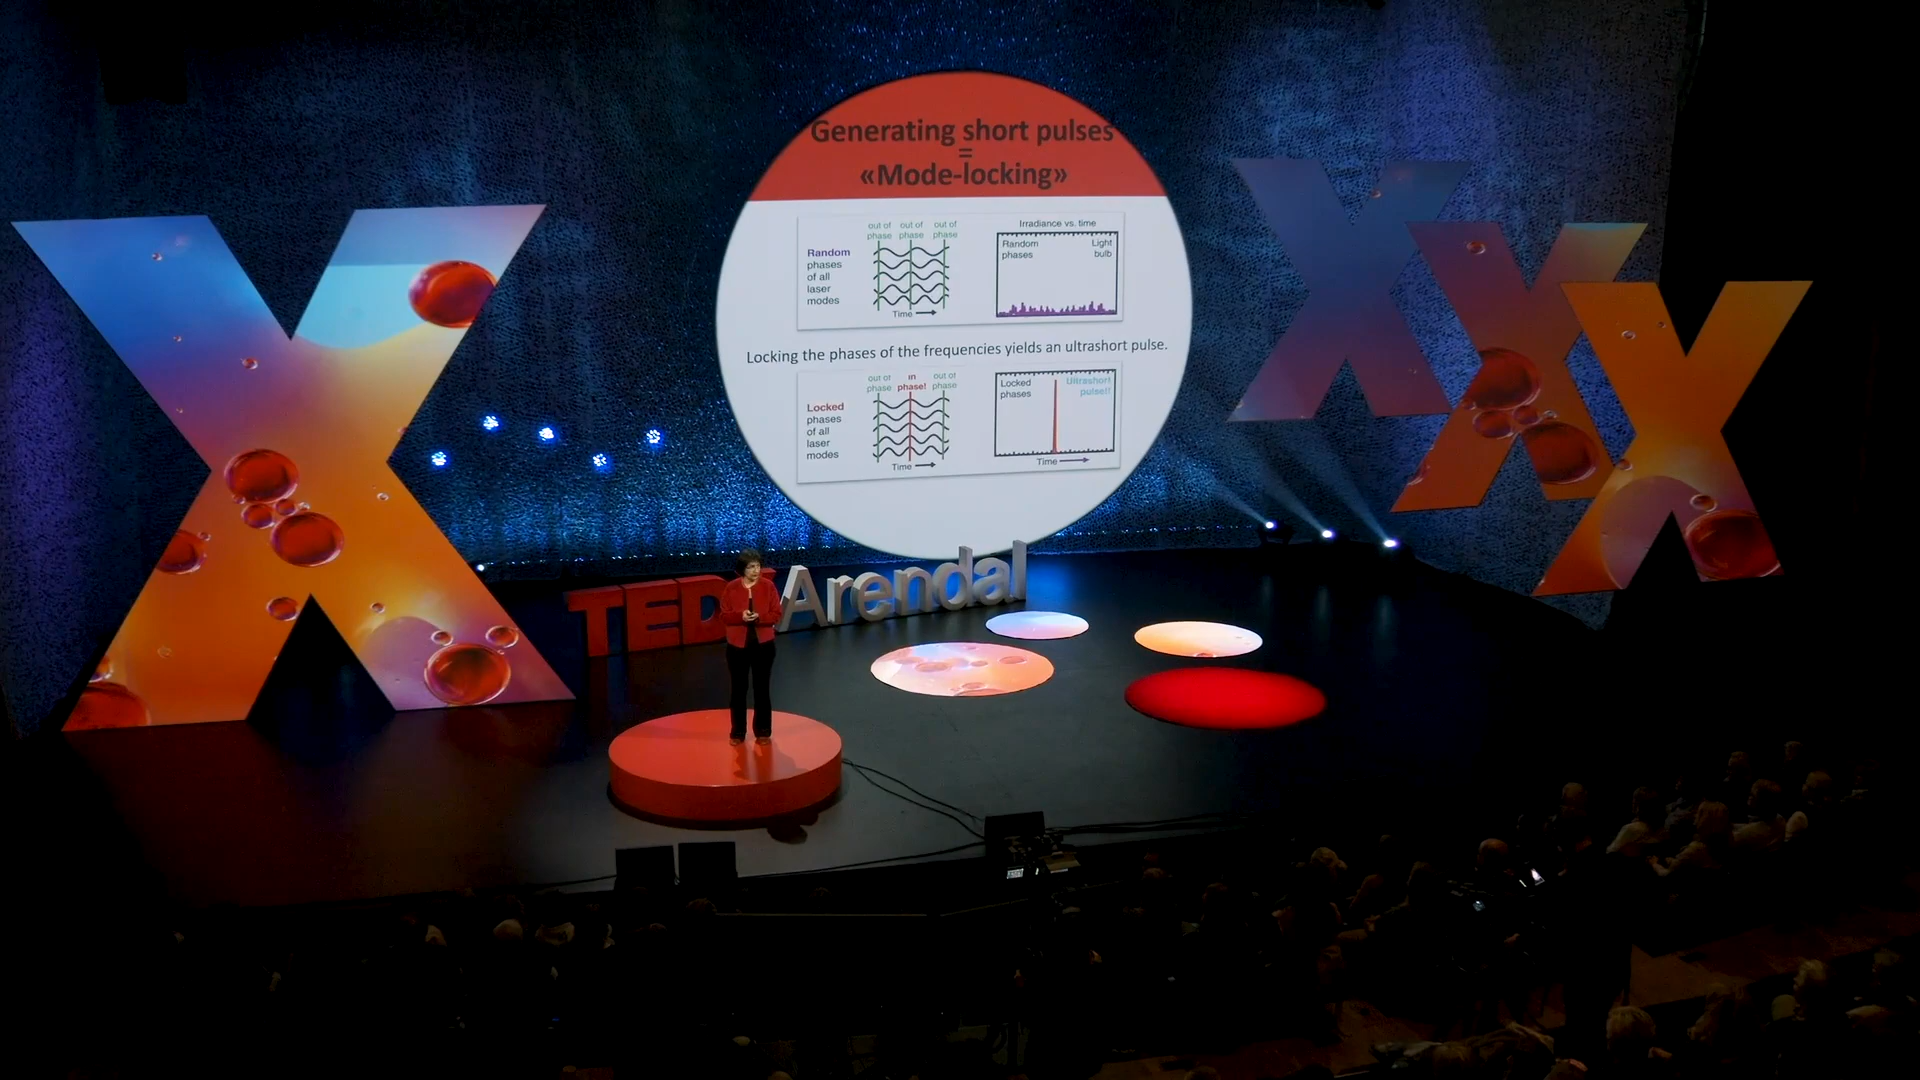 Generating short pulses
=
«Mode-locking»
out of phase
out of phase
out of phase
Random
phases
of all
laser
modes
Time
Irradiance vs. time
Random
phases
Light
bulb
Locking the phases of the frequencies yields an ultrashort pulse.
out of phase
in phase!
out of phase
Locked
phases
of all
laser
modes
Time
Locked
phases
Ultrashort
pulse!
Time
TEDxArendal
X
X
X
X